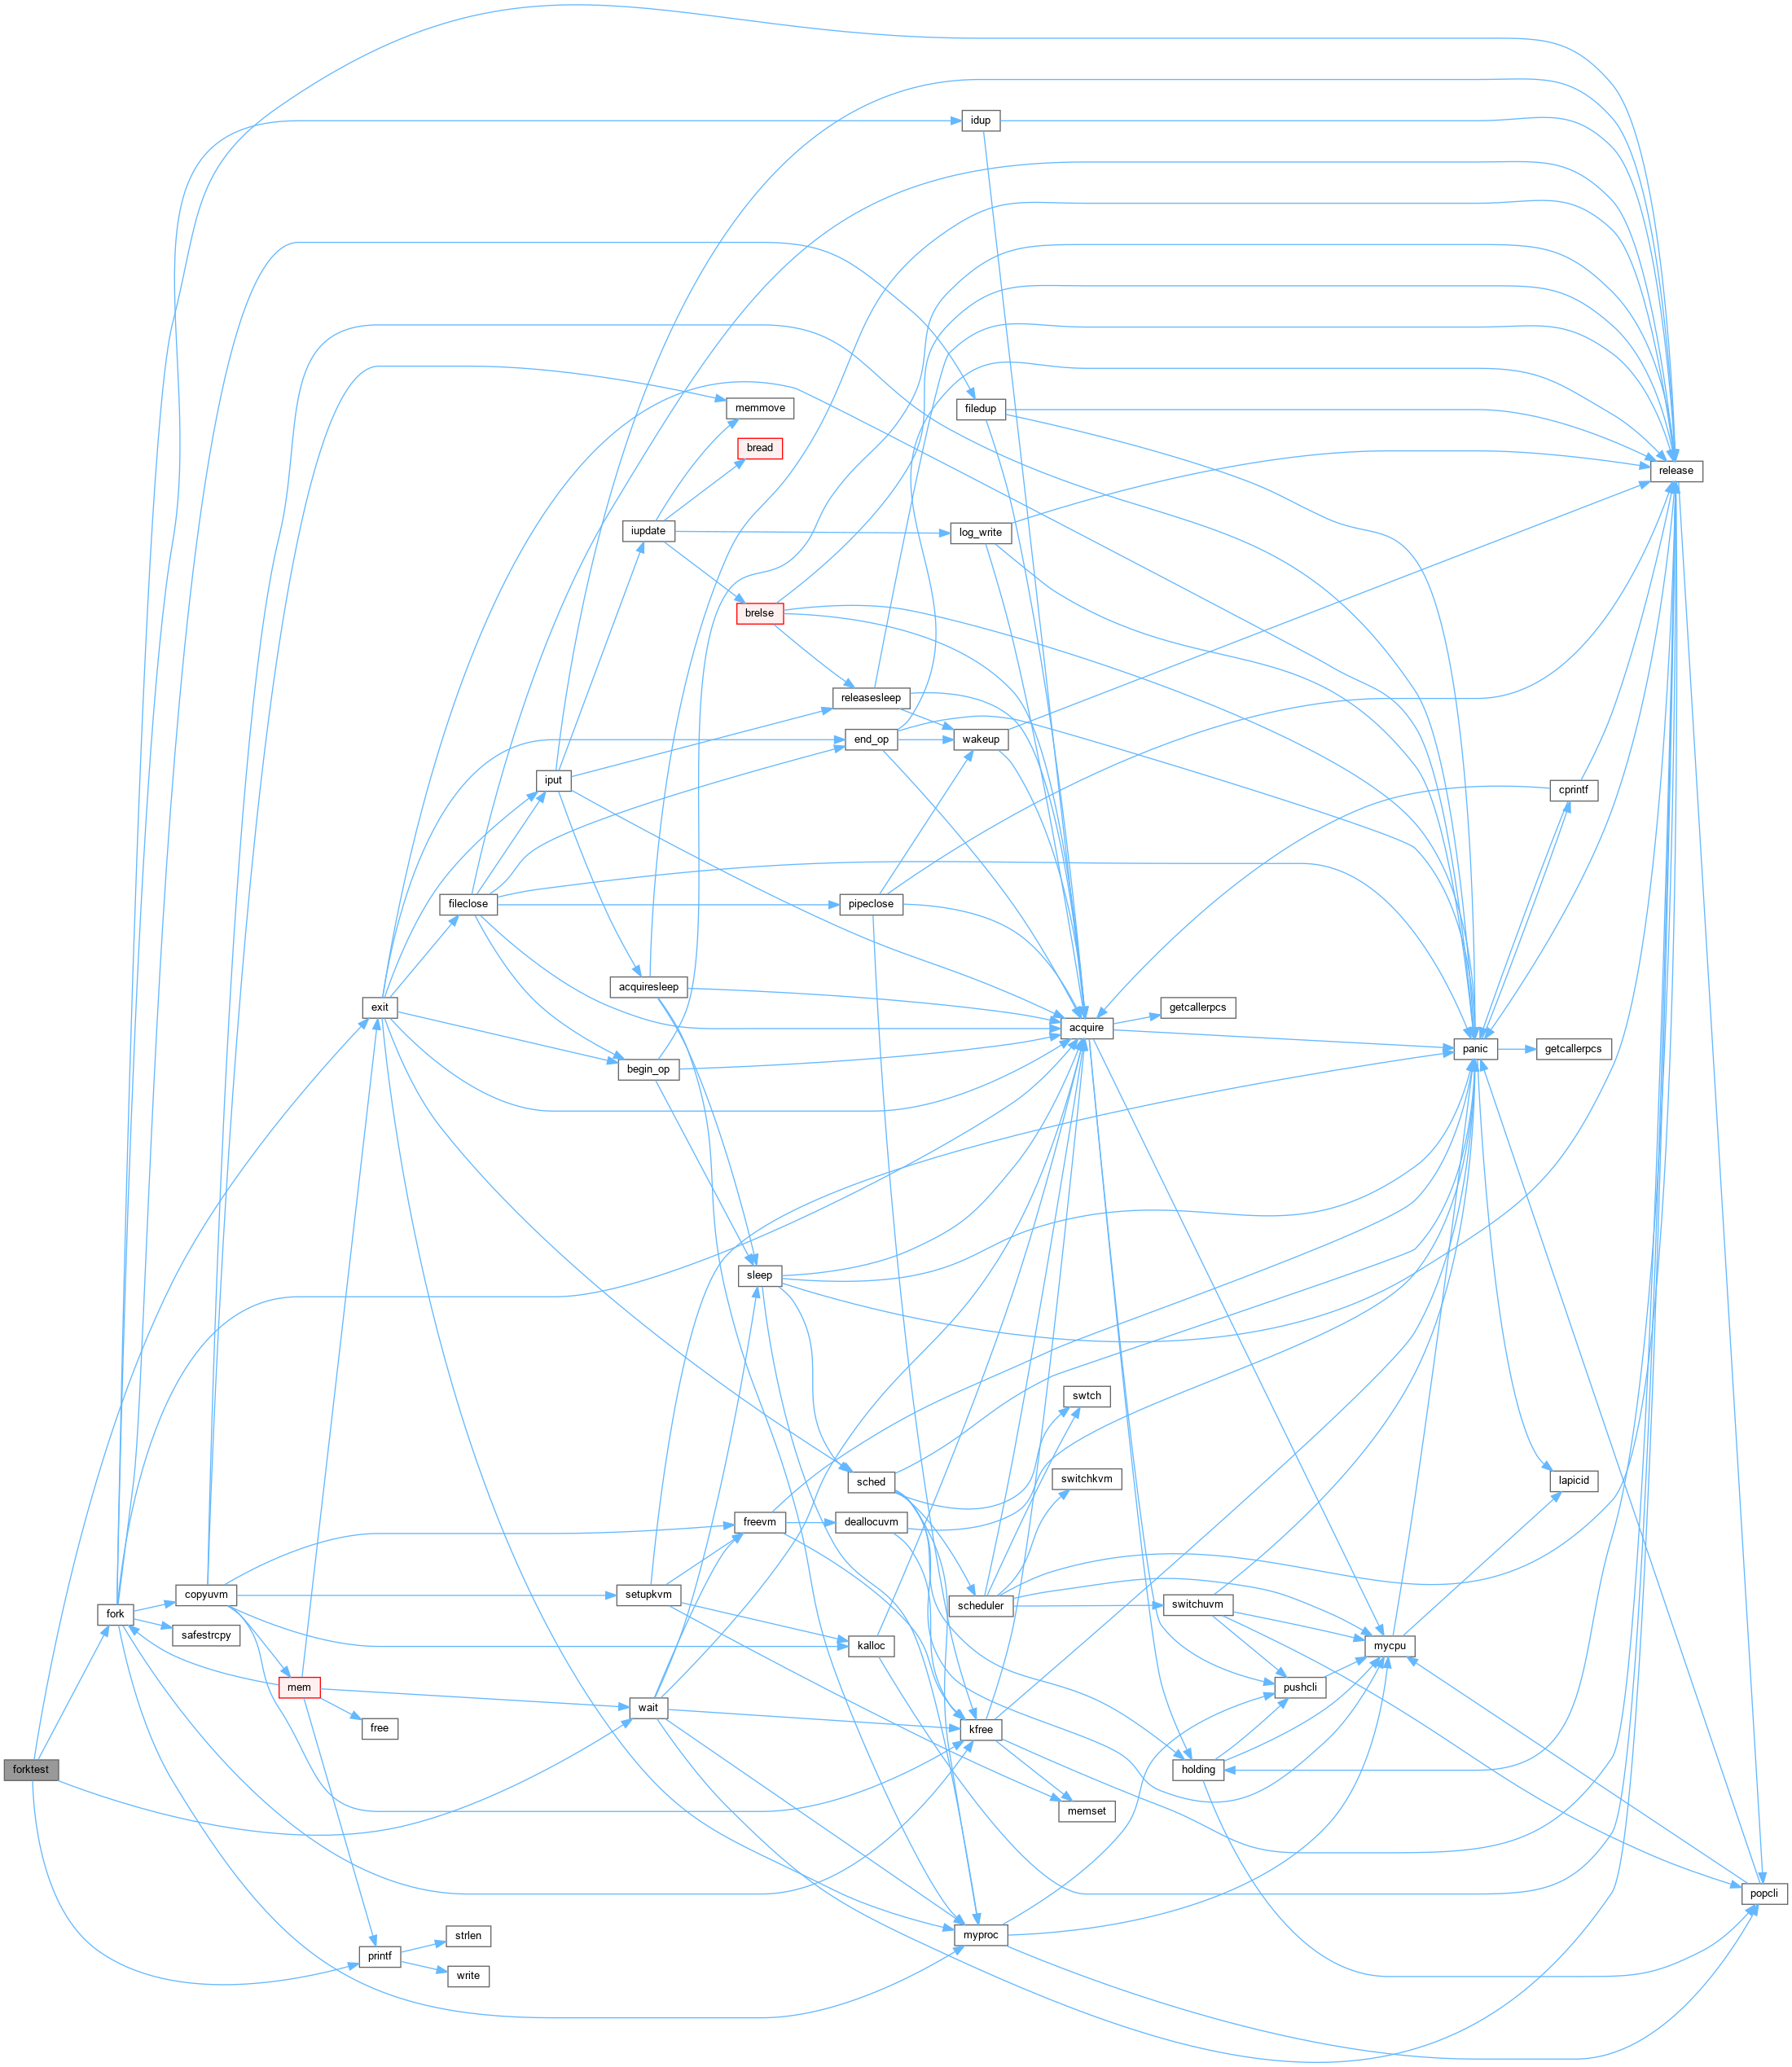 idup
memmove
filedup
bread
release
iupdate
log_write
brelse
releasesleep
end_op
wakeup
iput
cprintf
fileclose
pipeclose
acquiresleep
exit
getcallerpcs
acquire
panic
getcallerpcs
begin_op
sleep
swtch
sched
switchkvm
lapicid
freevm
deallocuvm
copyuvm
setupkvm
scheduler
switchuvm
fork
safestrcpy
kalloc
mycpu
mem
pushcli
wait
free
kfree
forktest
holding
memset
popcli
myproc
strlen
printf
write